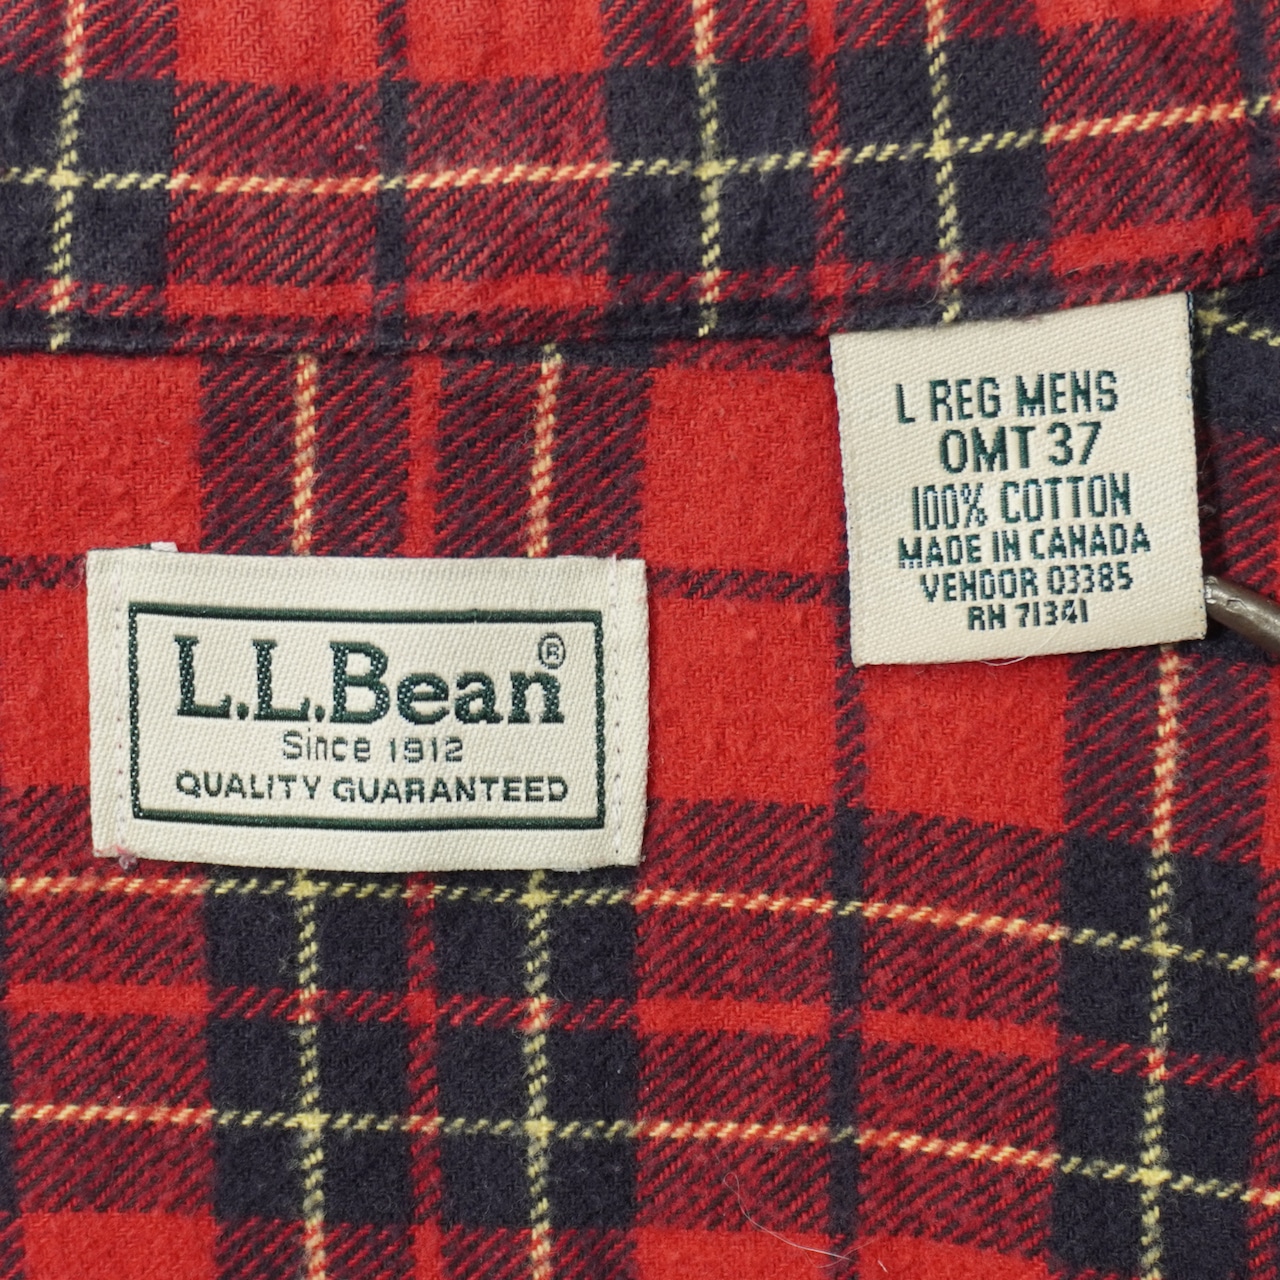 L REG MENS
OMT 37
100% COTTON
MADE IN CANADA
VENDOR 03385
RN 71341
L.L.Bean®
Since 1912
QUALITY GUARANTEED